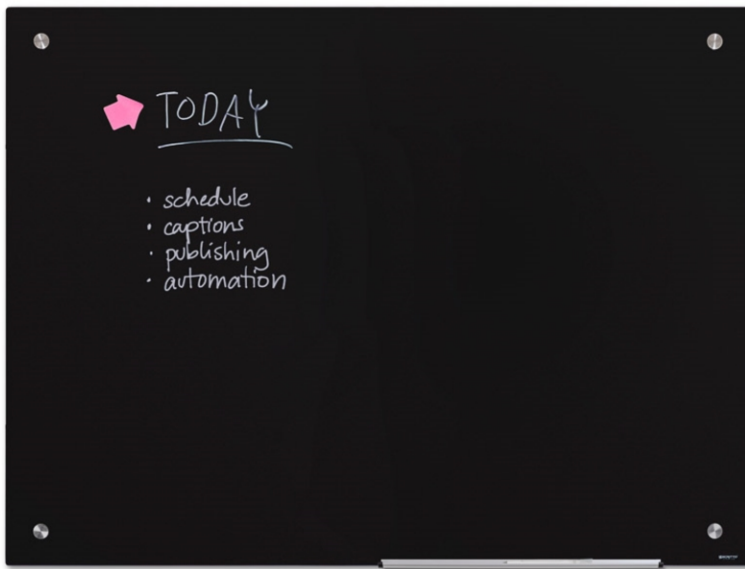 TODAY
• schedule
• captions
• publishing
• automation